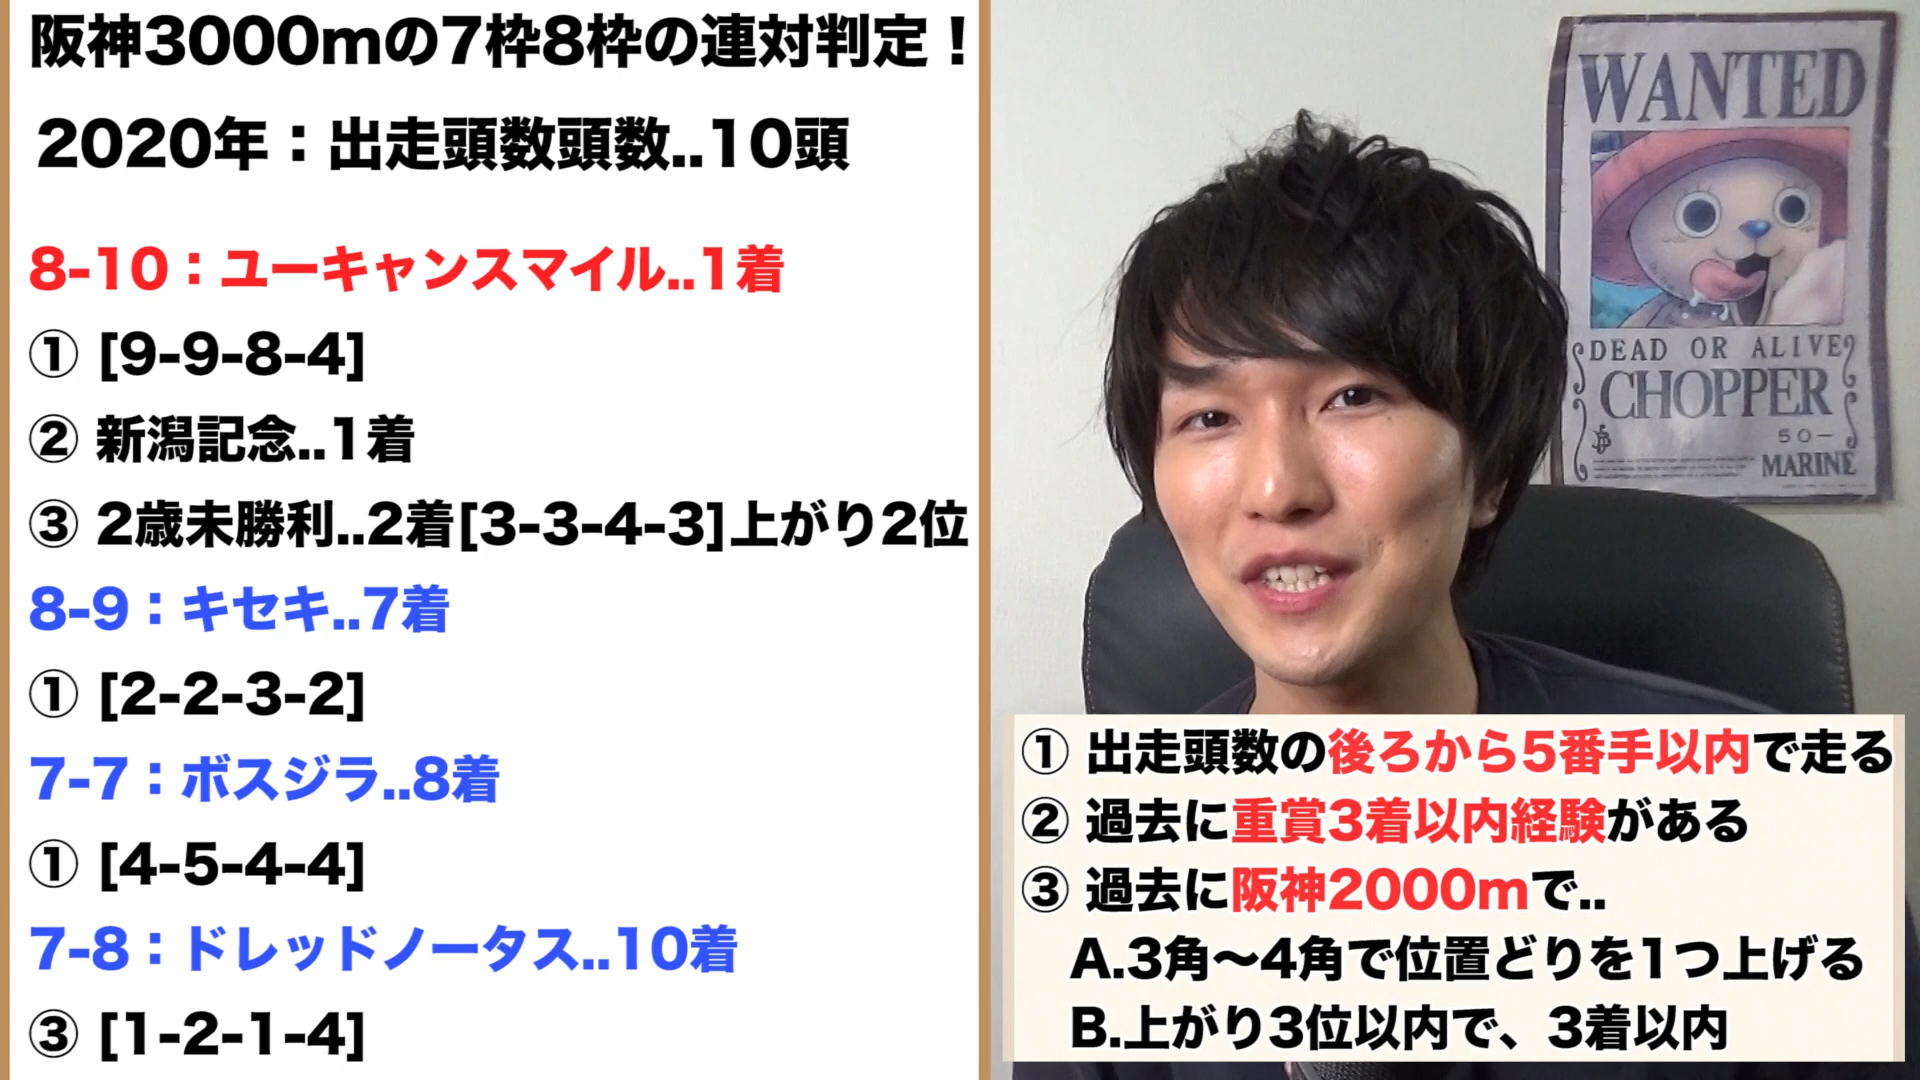 阪神3000mの7枠8枠の連対判定！
2020年：出走頭数頭数..10頭
8-10：ユーキャンスマイル..1着
① [9-9-8-4]
② 新潟記念..1着
③ 2歳未勝利..2着[3-3-4-3]上がり2位
8-9：キセキ..7着
① [2-2-3-2]
7-7：ボスジラ..8着
① [4-5-4-4]
7-8：ドレッドノータス..10着
③ [1-2-1-4]
WANTED
DEAD OR ALIVE
CHOPPER
50-
MARINE
① 出走頭数の後ろから5番手以内で走る
② 過去に重賞3着以内経験がある
③ 過去に阪神2000mで..
A.3角〜4角で位置どりを1つ上げる
B.上がり3位以内で、3着以内